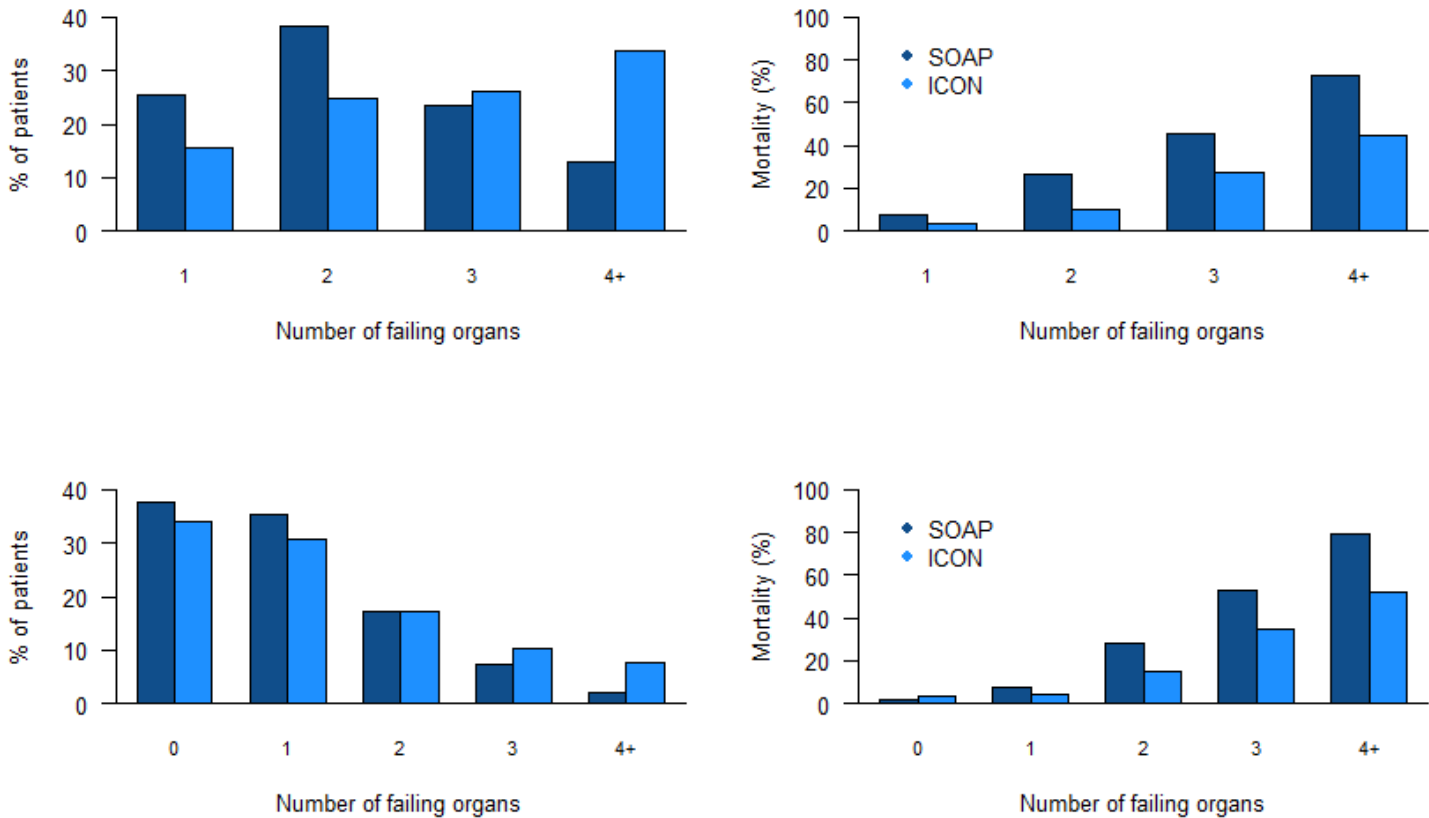 % of patients
40
30
20
10
0
1 2 3 4+
Number of failing organs
Mortality (%)
100
80
60
40
20
0
SOAP
ICON
1 2 3 4+
Number of failing organs
% of patients
40
30
20
10
0
0 1 2 3 4+
Number of failing organs
Mortality (%)
100
80
60
40
20
0
SOAP
ICON
0 1 2 3 4+
Number of failing organs